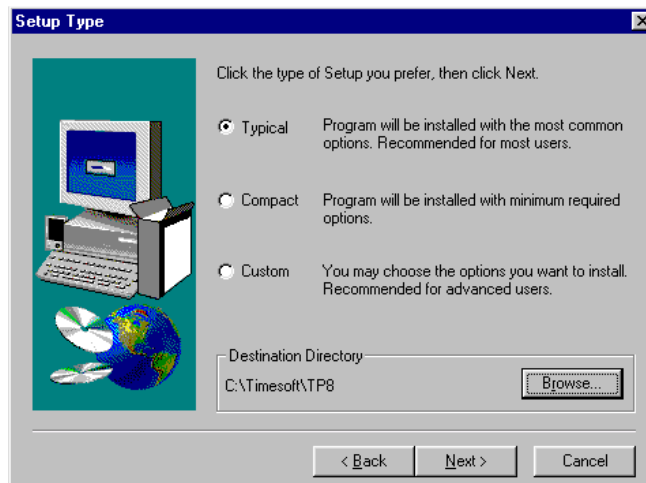 Setup Type
Click the type of Setup you prefer, then click Next.
Typical Program will be installed with the most common
options. Recommended for most users.
Compact Program will be installed with minimum required
options.
Custom You may choose the options you want to install.
Recommended for advanced users.
Destination Directory
C:\Timesoft\TP8 Browse...
< Back Next > Cancel